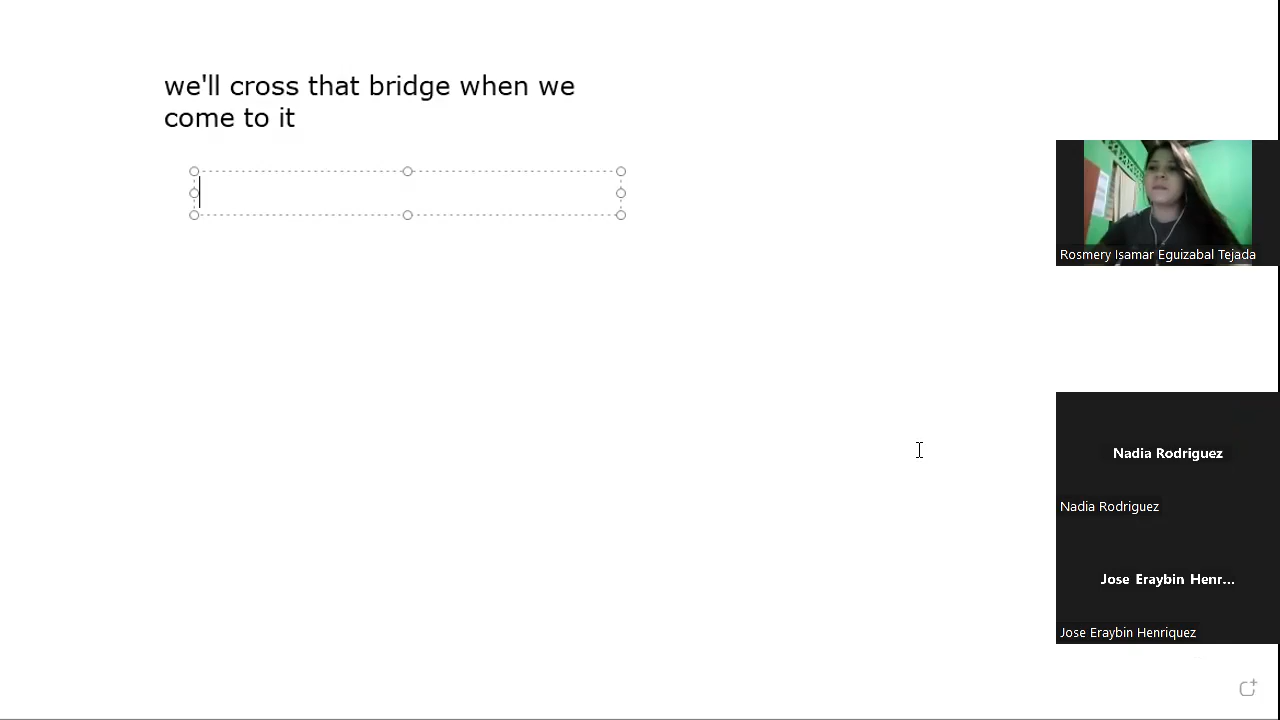 we'll cross that bridge when we
come to it
Rosmery Isamar Eguizabal Tejada
Nadia Rodriguez
Nadia Rodriguez
Jose Eraybin Henr...
Jose Eraybin Henriquez